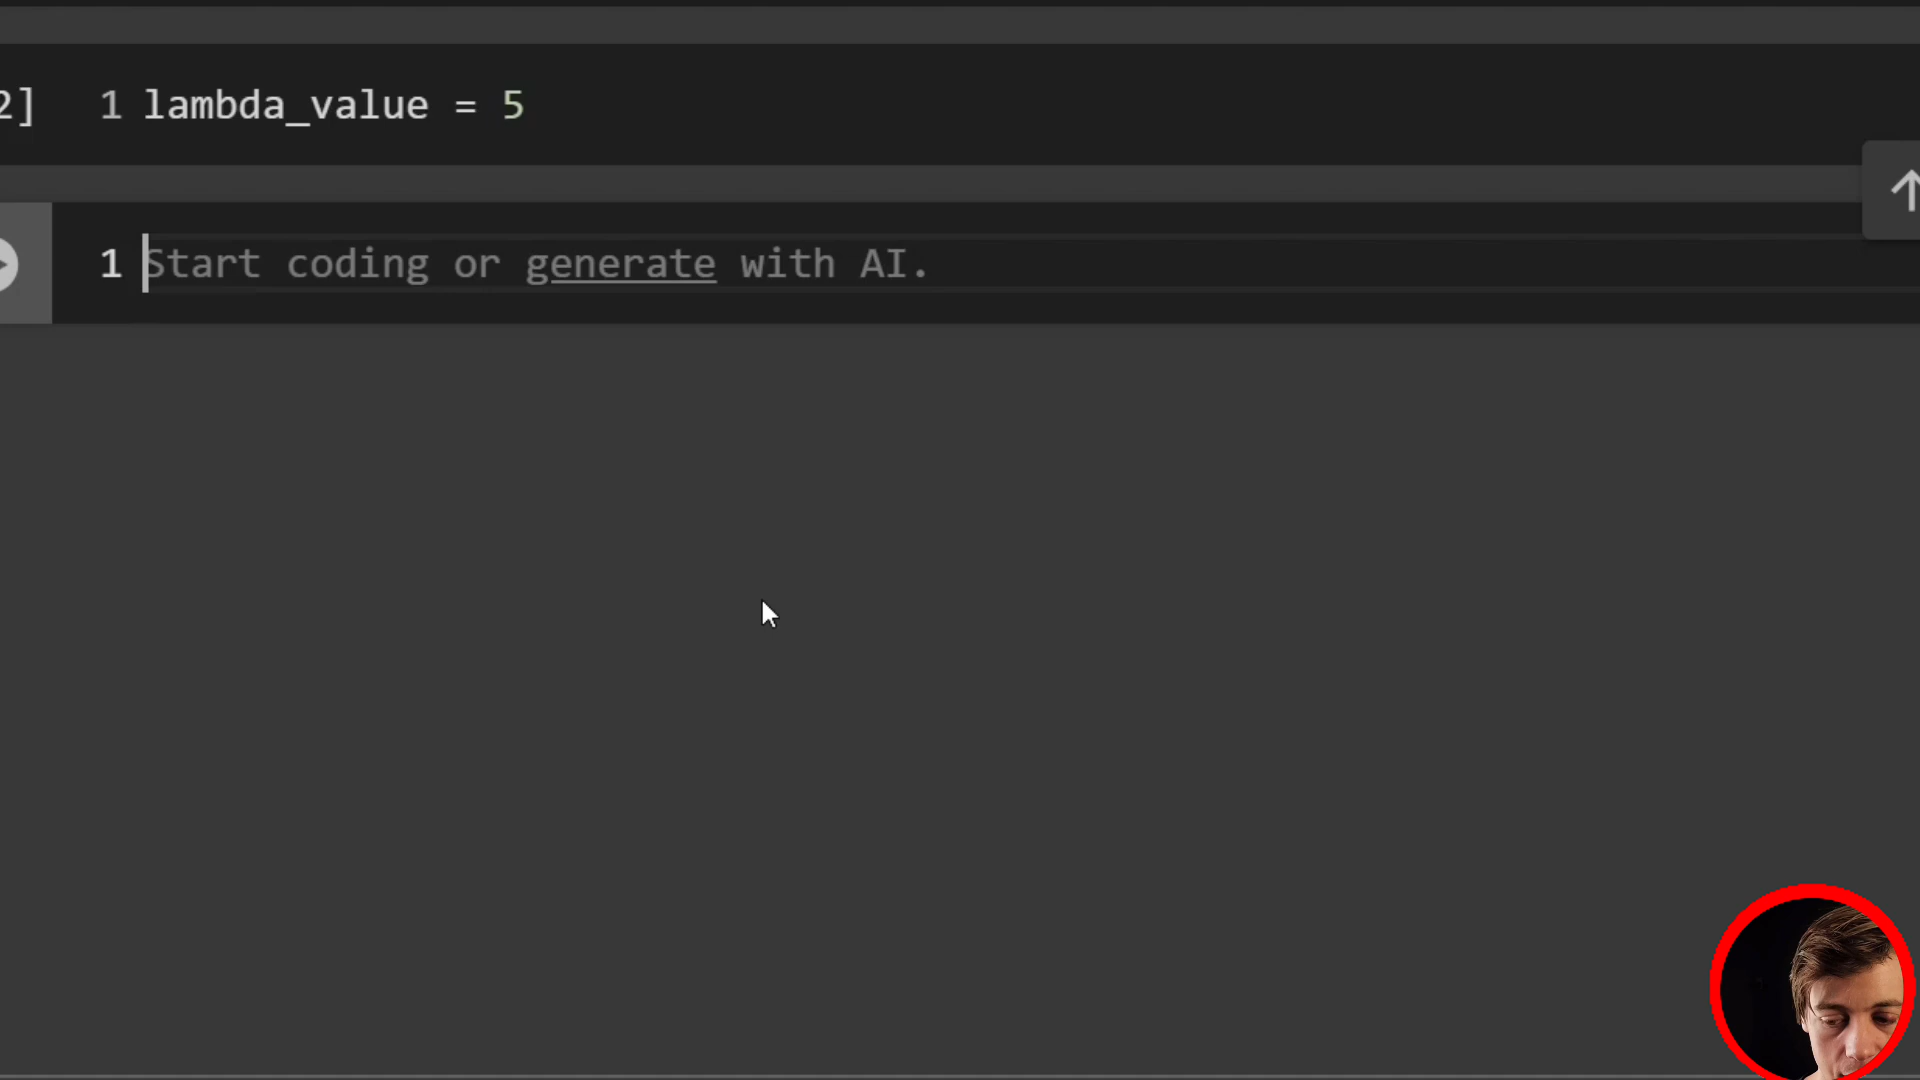 2] 1 lambda_value = 5
1 Start coding or generate with AI.